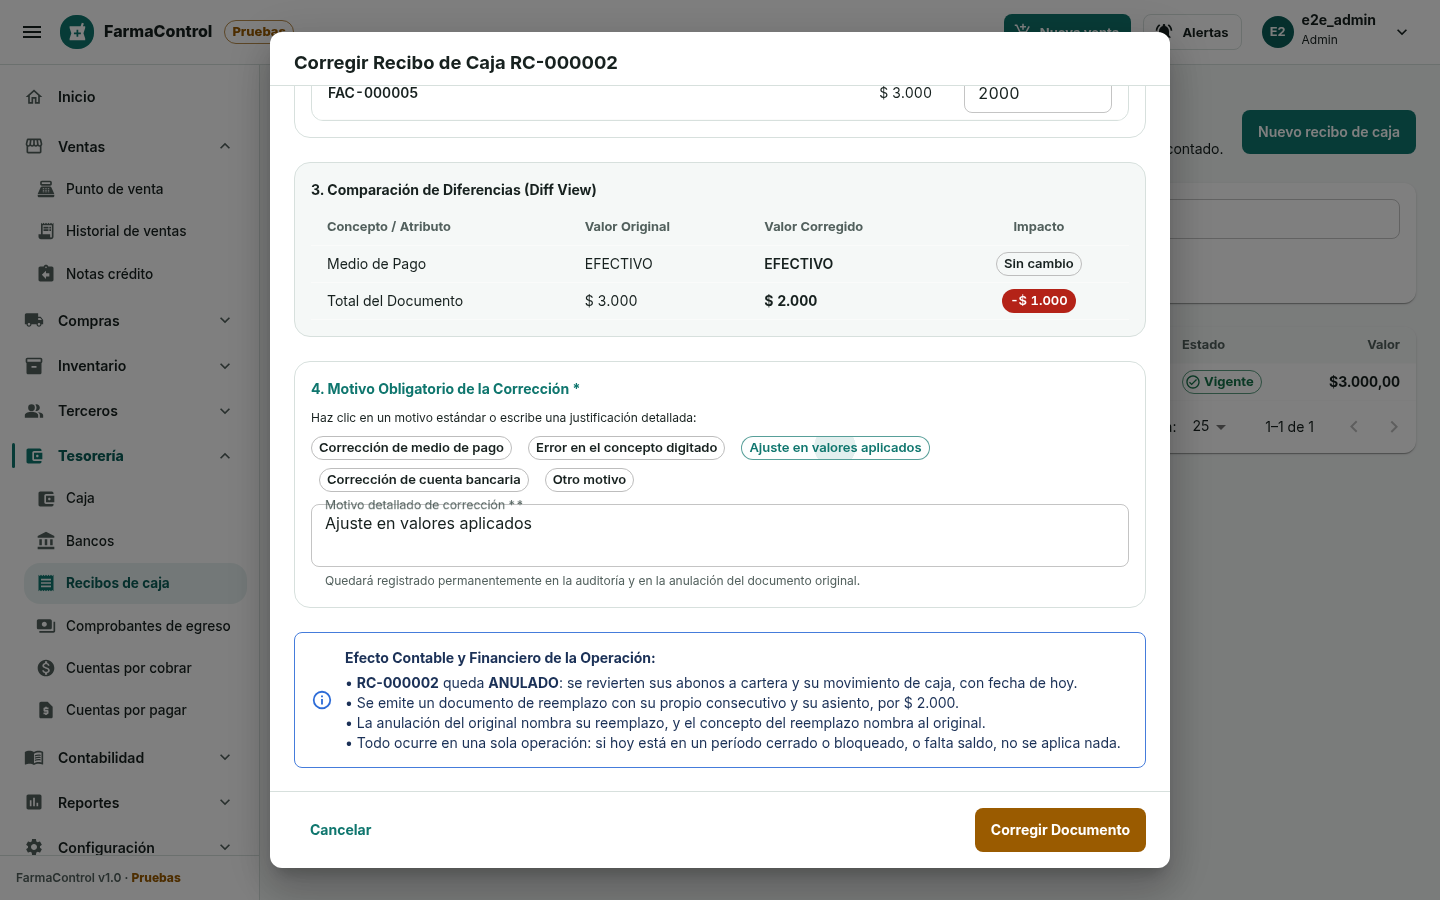 FarmaControl
Pruebas
Nueva venta
Alertas
E2
e2e_admin
Admin
Inicio
Ventas
Punto de venta
Historial de ventas
Notas crédito
Compras
Inventario
Terceros
Tesorería
Caja
Bancos
Recibos de caja
Comprobantes de egreso
Cuentas por cobrar
Cuentas por pagar
Contabilidad
Reportes
Configuración
FarmaControl v1.0 · Pruebas
contado.
Nuevo recibo de caja
Estado
Valor
Vigente
$3.000,00
25
1–1 de 1
Corregir Recibo de Caja RC-000002
FAC-000005
$ 3.000
2000
3. Comparación de Diferencias (Diff View)
Concepto / Atributo
Valor Original
Valor Corregido
Impacto
Medio de Pago
EFECTIVO
EFECTIVO
Sin cambio
Total del Documento
$ 3.000
$ 2.000
-$ 1.000
4. Motivo Obligatorio de la Corrección *
Haz clic en un motivo estándar o escribe una justificación detallada:
Corrección de medio de pago
Error en el concepto digitado
Ajuste en valores aplicados
Corrección de cuenta bancaria
Otro motivo
Motivo detallado de corrección * *
Ajuste en valores aplicados
Quedará registrado permanentemente en la auditoría y en la anulación del documento original.
Efecto Contable y Financiero de la Operación:
• RC-000002 queda ANULADO: se revierten sus abonos a cartera y su movimiento de caja, con fecha de hoy.
• Se emite un documento de reemplazo con su propio consecutivo y su asiento, por $ 2.000.
• La anulación del original nombra su reemplazo, y el concepto del reemplazo nombra al original.
• Todo ocurre en una sola operación: si hoy está en un período cerrado o bloqueado, o falta saldo, no se aplica nada.
Cancelar
Corregir Documento